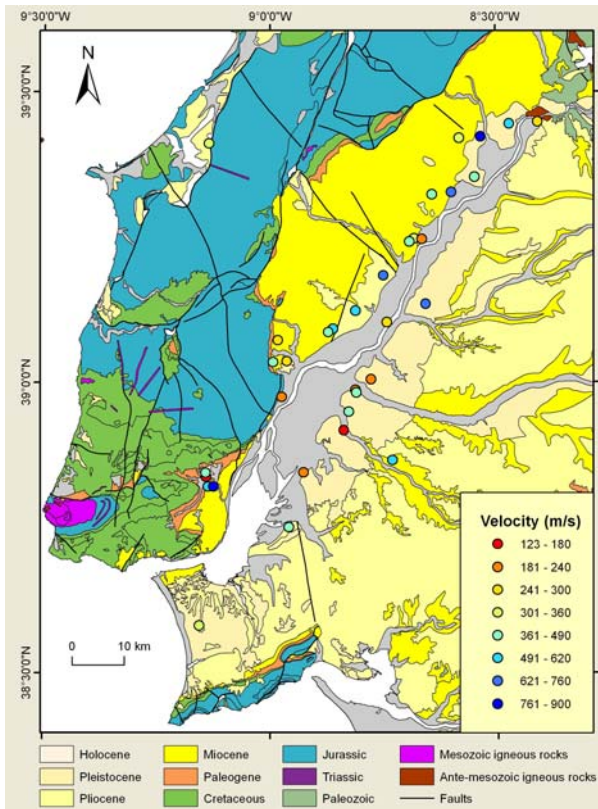 9°30'0"W
9°0'0"W
8°30'0"W
N
39°30'0"N
39°0'0"N
38°30'0"N
0 10 km
Velocity (m/s)
123 - 180
181 - 240
241 - 300
301 - 360
361 - 490
491 - 620
621 - 760
761 - 900
Holocene Miocene Jurassic Mesozoic igneous rocks
Pleistocene Paleogene Triassic Ante-mesozoic igneous rocks
Pliocene Cretaceous Paleozoic Faults